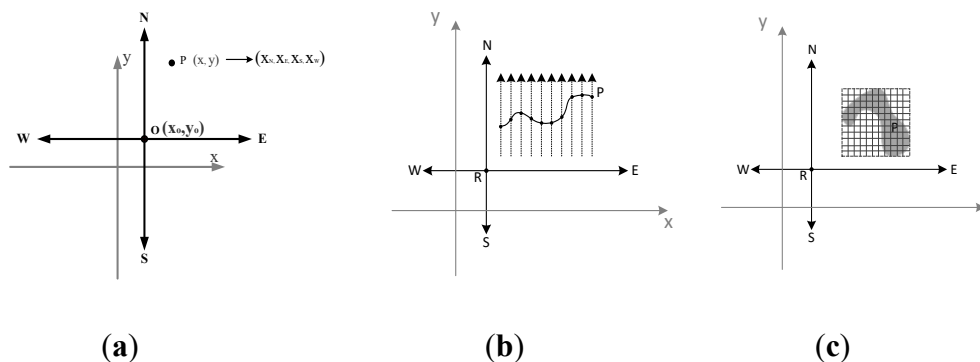 N
y
P (x, y) → (X_N, X_E, X_S, X_W)
W
O (x₀, y₀)
E
x
S
(a)
y
N
P
W
R
E
S
x
(b)
y
N
P
W
R
E
S
(c)